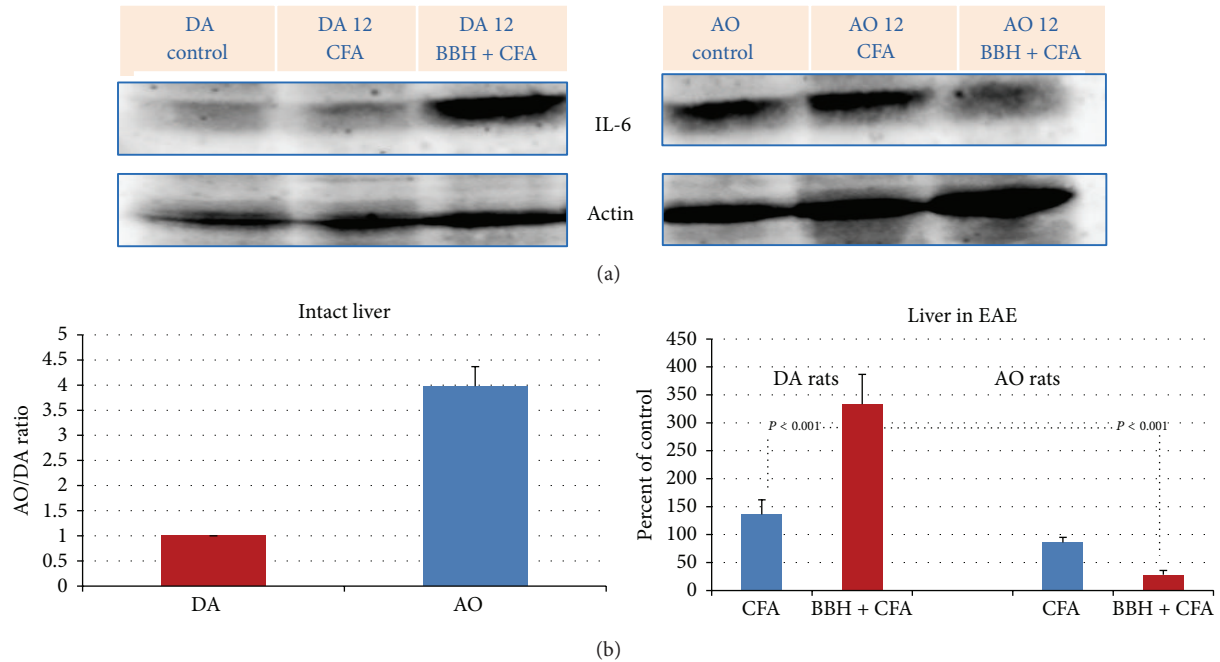 DA control
DA 12 CFA
DA 12 BBH + CFA
AO control
AO 12 CFA
AO 12 BBH + CFA
IL-6
Actin
(a)
Intact liver
AO/DA ratio
5
4.5
4
3.5
3
2.5
2
1.5
1
0.5
0
DA
AO
Liver in EAE
Percent of control
450
400
350
300
250
200
150
100
50
0
DA rats
AO rats
P < 0.001
P < 0.001
CFA
BBH + CFA
CFA
BBH + CFA
(b)